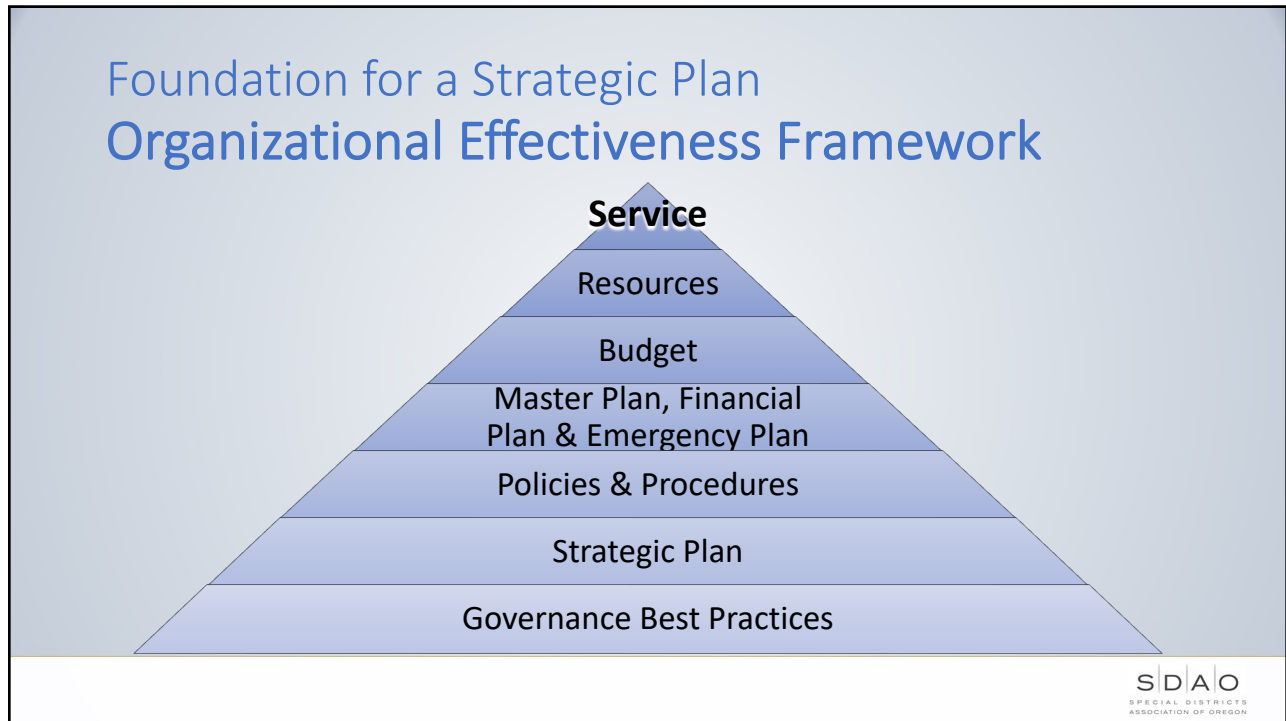 Foundation for a Strategic Plan
Organizational Effectiveness Framework
Service
Resources
Budget
Master Plan, Financial
Plan & Emergency Plan
Policies & Procedures
Strategic Plan
Governance Best Practices
SDAO
SPECIAL DISTRICTS
ASSOCIATION OF OREGON